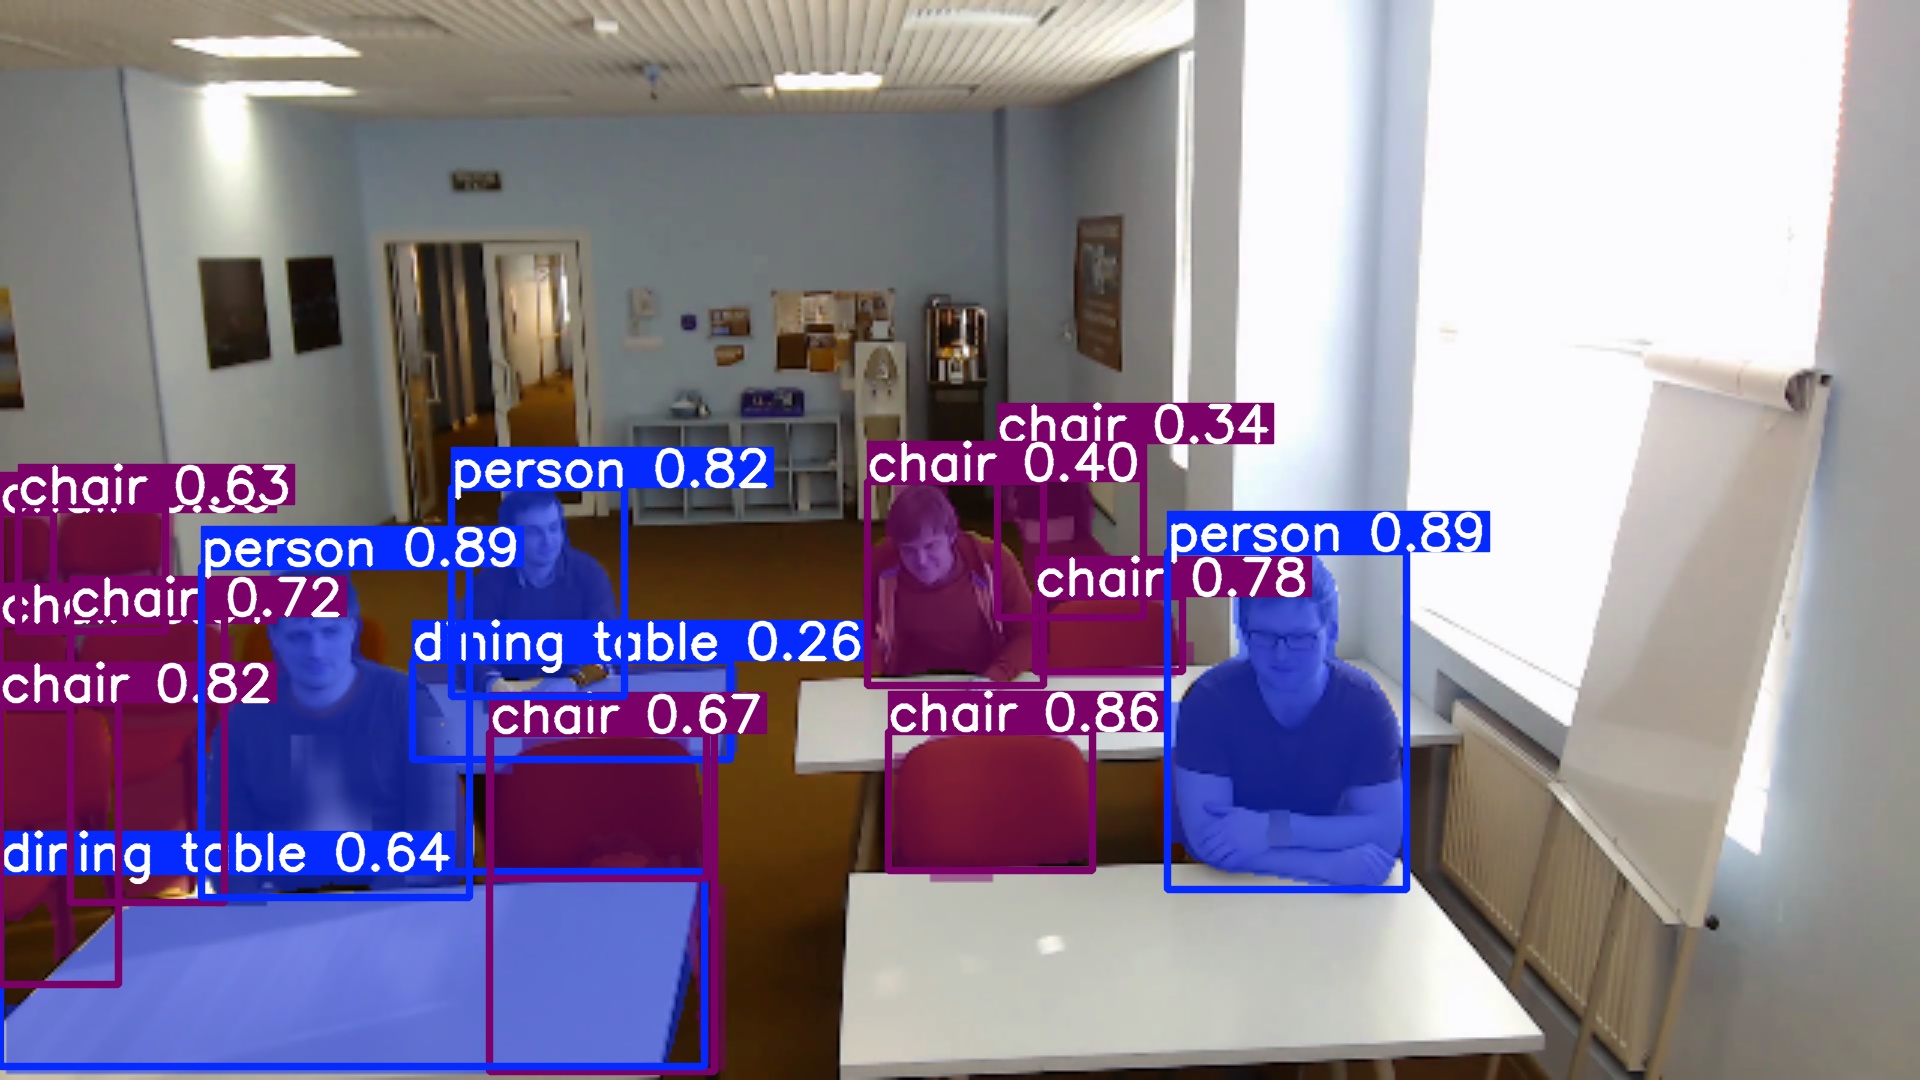 chair 0.34
chair 0.40
person 0.82
chair 0.63
person 0.89
person 0.89
chair 0.78
chair 0.72
dining table 0.26
chair 0.82
chair 0.67
chair 0.86
dining table 0.64